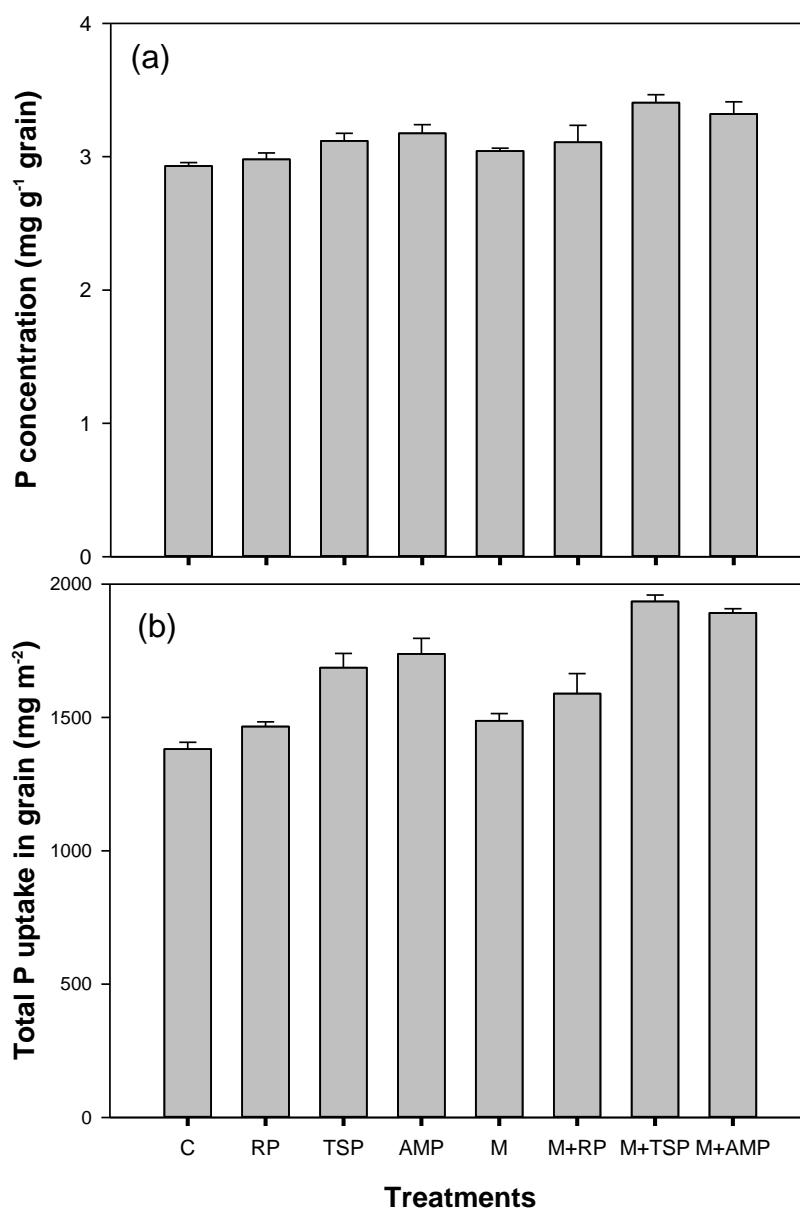 (a)
P concentration (mg g⁻¹ grain)
4
3
2
1
0
(b)
Total P uptake in grain (mg m⁻²)
2000
1500
1000
500
0
C RP TSP AMP M M+RP M+TSP M+AMP
Treatments